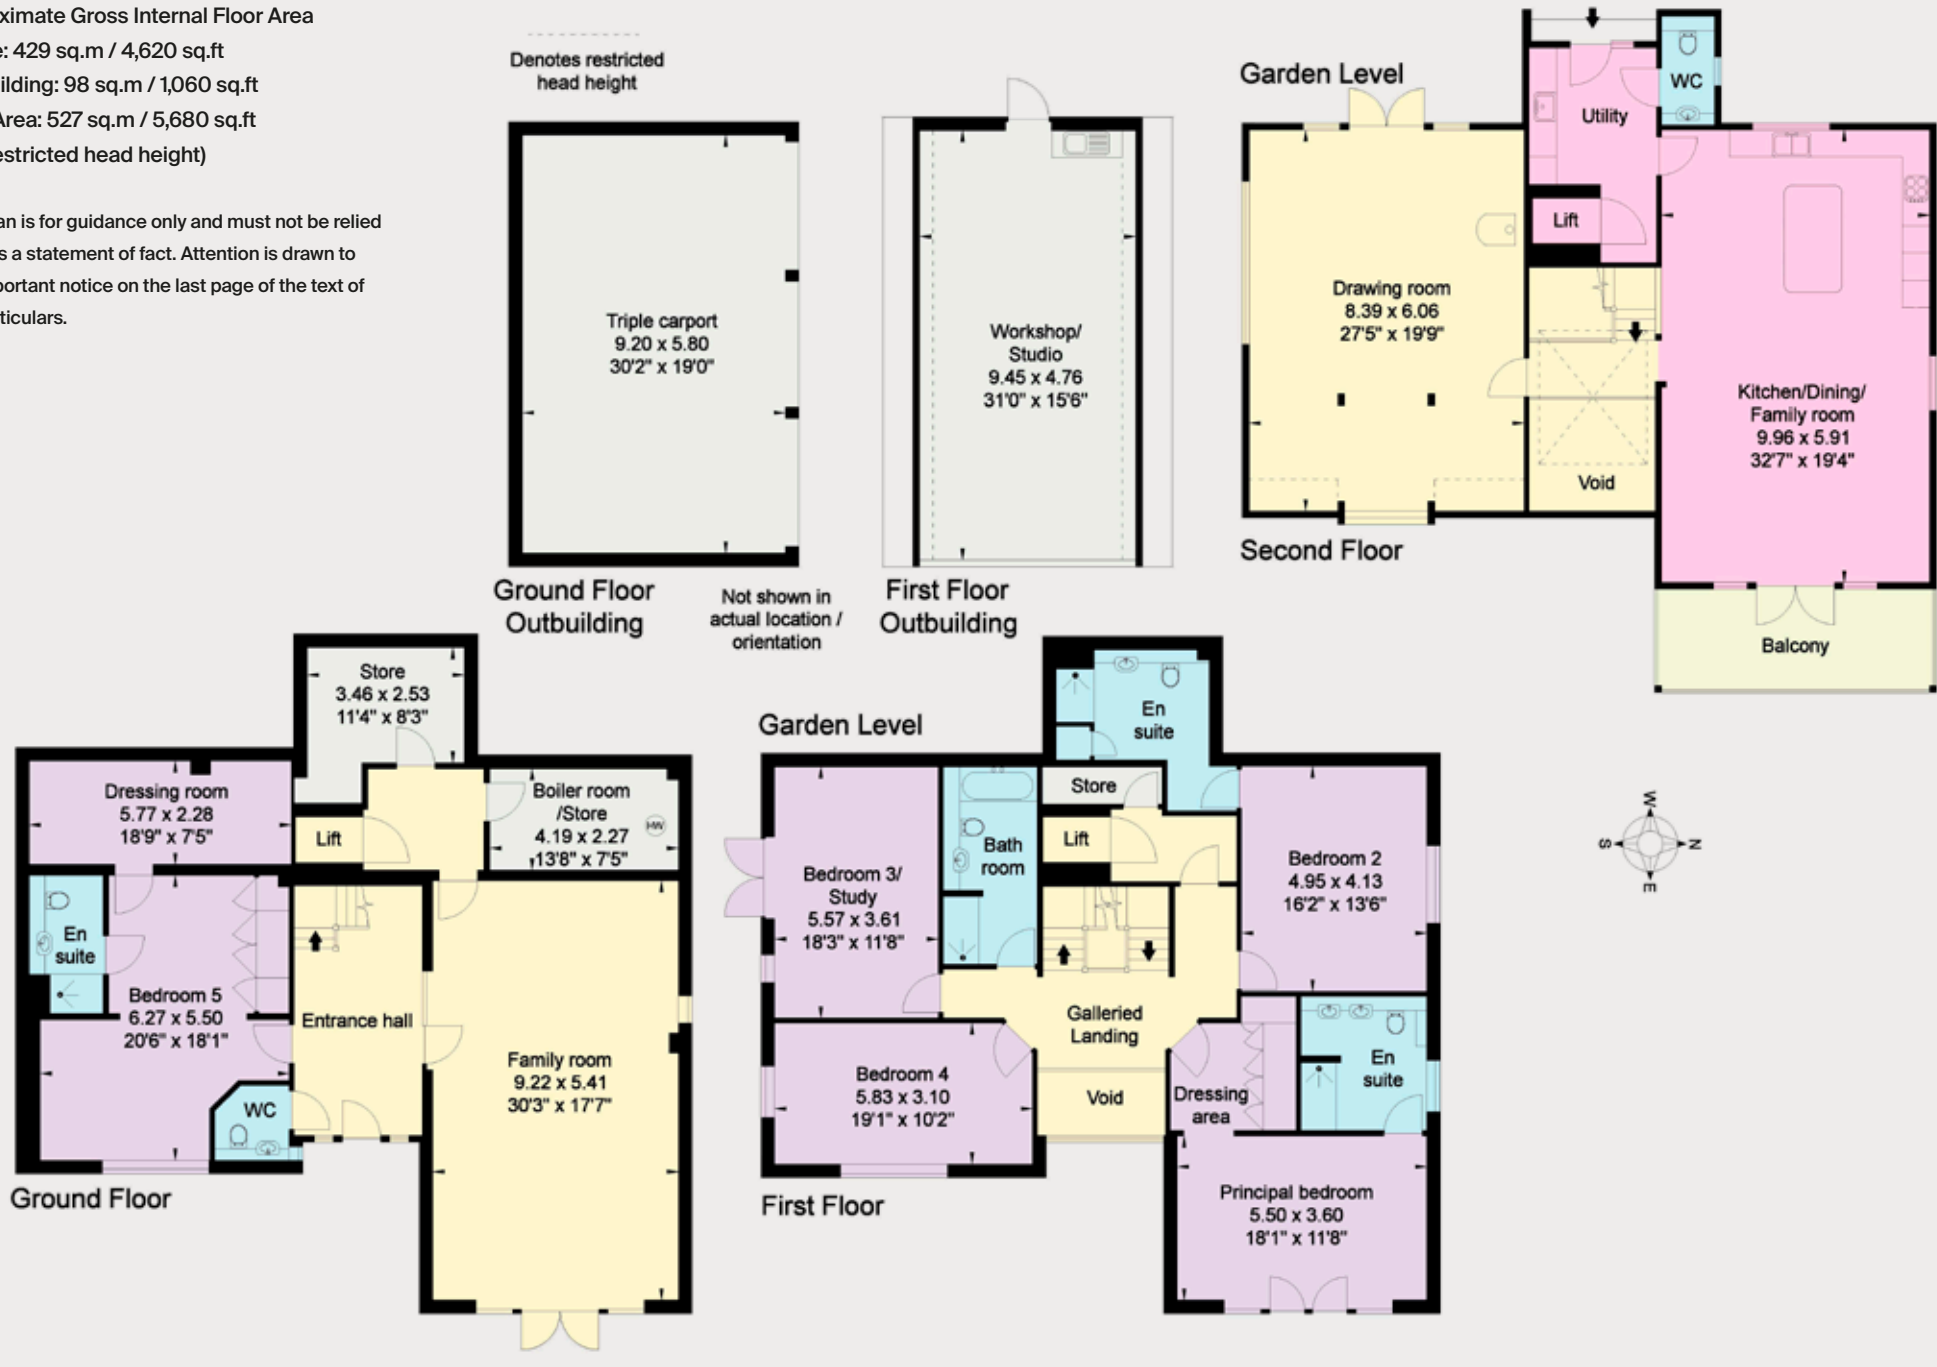 ximate Gross Internal Floor Area
e: 429 sq.m / 4,620 sq.ft
ilding: 98 sq.m / 1,060 sq.ft
Area: 527 sq.m / 5,680 sq.ft
estricted head height)
an is for guidance only and must not be relied
s a statement of fact. Attention is drawn to
portant notice on the last page of the text of
ticulars.
Denotes restricted
head height
Triple carport
9.20 x 5.80
30'2" x 19'0"
Ground Floor
Outbuilding
Not shown in
actual location /
orientation
Workshop/
Studio
9.45 x 4.76
31'0" x 15'6"
First Floor
Outbuilding
Garden Level
Utility
WC
Lift
Drawing room
8.39 x 6.06
27'5" x 19'9"
Kitchen/Dining/
Family room
9.96 x 5.91
32'7" x 19'4"
Void
Second Floor
Balcony
Store
3.46 x 2.53
11'4" x 8'3"
Dressing room
5.77 x 2.28
18'9" x 7'5"
Lift
Boiler room
/Store
4.19 x 2.27
13'8" x 7'5"
HW
En
suite
Bedroom 5
6.27 x 5.50
20'6" x 18'1"
Entrance hall
WC
Family room
9.22 x 5.41
30'3" x 17'7"
Ground Floor
Garden Level
En
suite
Store
Lift
Bath
room
Bedroom 3/
Study
5.57 x 3.61
18'3" x 11'8"
Bedroom 2
4.95 x 4.13
16'2" x 13'6"
Galleried
Landing
Bedroom 4
5.83 x 3.10
19'1" x 10'2"
Void
Dressing
area
En
suite
Principal bedroom
5.50 x 3.60
18'1" x 11'8"
First Floor
W
S
N
E